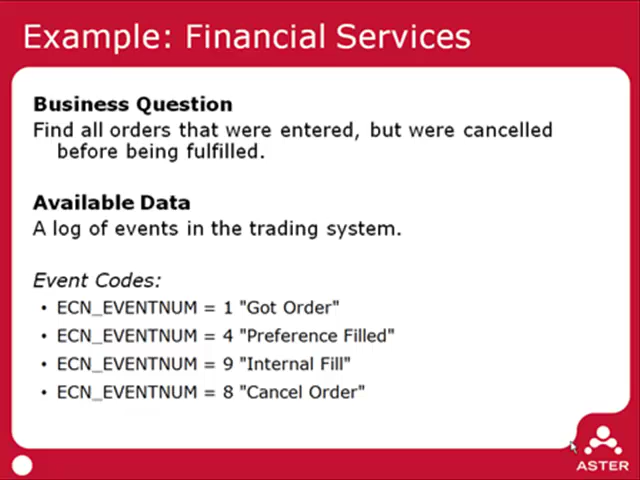 Example: Financial Services
Business Question
Find all orders that were entered, but were cancelled
before being fulfilled.
Available Data
A log of events in the trading system.
Event Codes:
• ECN_EVENTNUM = 1 "Got Order"
• ECN_EVENTNUM = 4 "Preference Filled"
• ECN_EVENTNUM = 9 "Internal Fill"
• ECN_EVENTNUM = 8 "Cancel Order"
ASTER